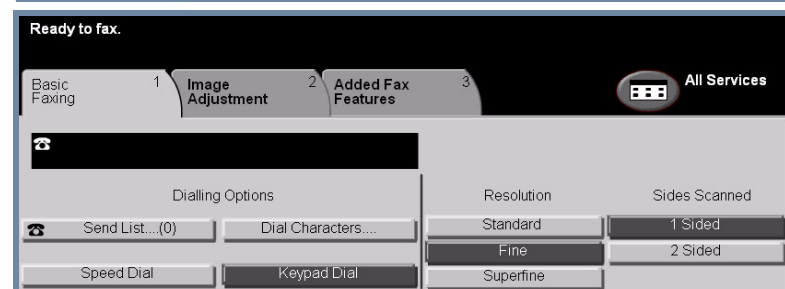 Ready to fax.
Basic Faxing 1
Image Adjustment 2
Added Fax Features 3
All Services
Dialling Options
Resolution
Sides Scanned
Send List....(0)
Dial Characters....
Standard
1 Sided
Fine
2 Sided
Speed Dial
Keypad Dial
Superfine